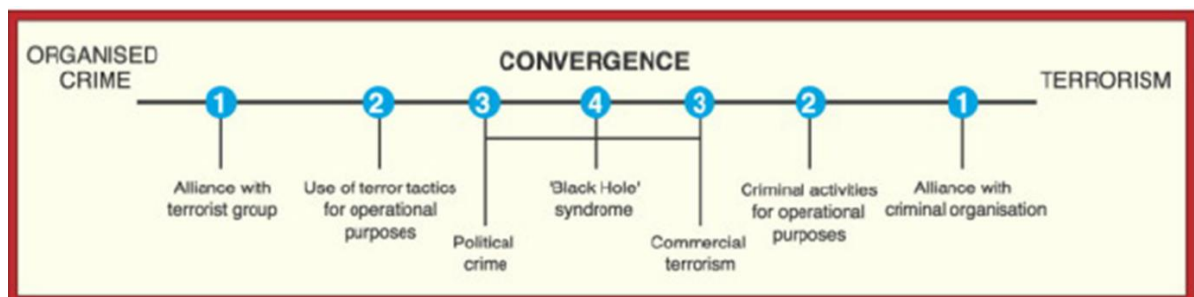 ORGANISED
CRIME
CONVERGENCE
TERRORISM
1
2
3
4
3
2
1
Alliance with
terrorist group
Use of terror tactics
for operational
purposes
Political
crime
'Black Hole'
syndrome
Commercial
terrorism
Criminal activities
for operational
purposes
Alliance with
criminal organisation